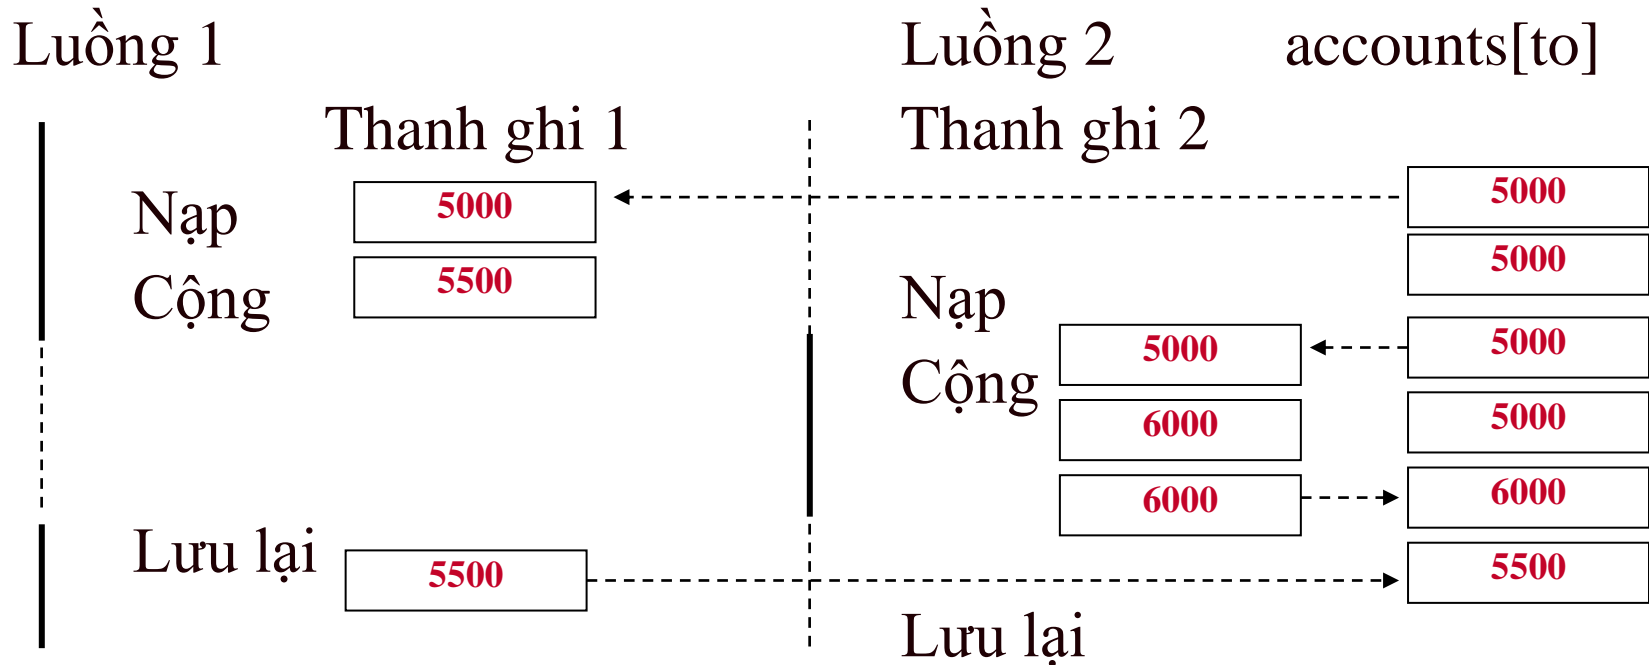 Luồng 1 Luồng 2 accounts[to]
Thanh ghi 1 Thanh ghi 2
Nạp 5000 5000
5000
Cộng 5500 Nạp
5000 5000
Cộng
6000 5000
6000 6000
Lưu lại 5500 5500
Lưu lại